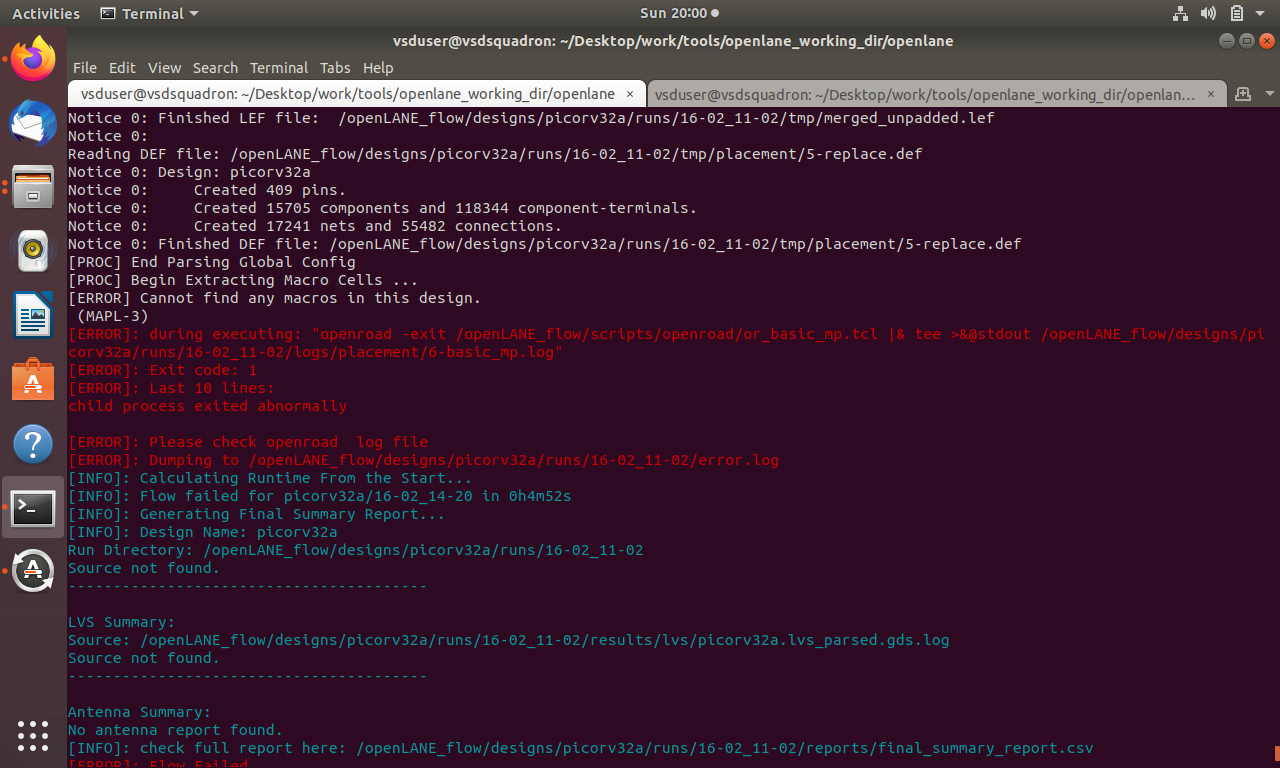 Activities
Terminal
Sun 20:00
vsduser@vsdsquadron: ~/Desktop/work/tools/openlane_working_dir/openlane
File Edit View Search Terminal Tabs Help
vsduser@vsdsquadron: ~/Desktop/work/tools/openlane_working_dir/openlane ×
vsduser@vsdsquadron: ~/Desktop/work/tools/openlane_working_dir/openlan... ×
Notice 0: Finished LEF file:  /openLANE_flow/designs/picorv32a/runs/16-02_11-02/tmp/merged_unpadded.lef
Notice 0:
Reading DEF file: /openLANE_flow/designs/picorv32a/runs/16-02_11-02/tmp/placement/5-replace.def
Notice 0: Design: picorv32a
Notice 0:     Created 409 pins.
Notice 0:     Created 15705 components and 118344 component-terminals.
Notice 0:     Created 17241 nets and 55482 connections.
Notice 0: Finished DEF file: /openLANE_flow/designs/picorv32a/runs/16-02_11-02/tmp/placement/5-replace.def
[PROC] End Parsing Global Config
[PROC] Begin Extracting Macro Cells ...
[ERROR] Cannot find any macros in this design.
 (MAPL-3)
[ERROR]: during executing: "openroad -exit /openLANE_flow/scripts/openroad/or_basic_mp.tcl |& tee >&@stdout /openLANE_flow/designs/pi
corv32a/runs/16-02_11-02/logs/placement/6-basic_mp.log"
[ERROR]: Exit code: 1
[ERROR]: Last 10 lines:
child process exited abnormally
[ERROR]: Please check openroad  log file
[ERROR]: Dumping to /openLANE_flow/designs/picorv32a/runs/16-02_11-02/error.log
[INFO]: Calculating Runtime From the Start...
[INFO]: Flow failed for picorv32a/16-02_14-20 in 0h4m52s
[INFO]: Generating Final Summary Report...
[INFO]: Design Name: picorv32a
Run Directory: /openLANE_flow/designs/picorv32a/runs/16-02_11-02
Source not found.
----------------------------------------
LVS Summary:
Source: /openLANE_flow/designs/picorv32a/runs/16-02_11-02/results/lvs/picorv32a.lvs_parsed.gds.log
Source not found.
----------------------------------------
Antenna Summary:
No antenna report found.
[INFO]: check full report here: /openLANE_flow/designs/picorv32a/runs/16-02_11-02/reports/final_summary_report.csv
[ERROR]: Flow Failed.